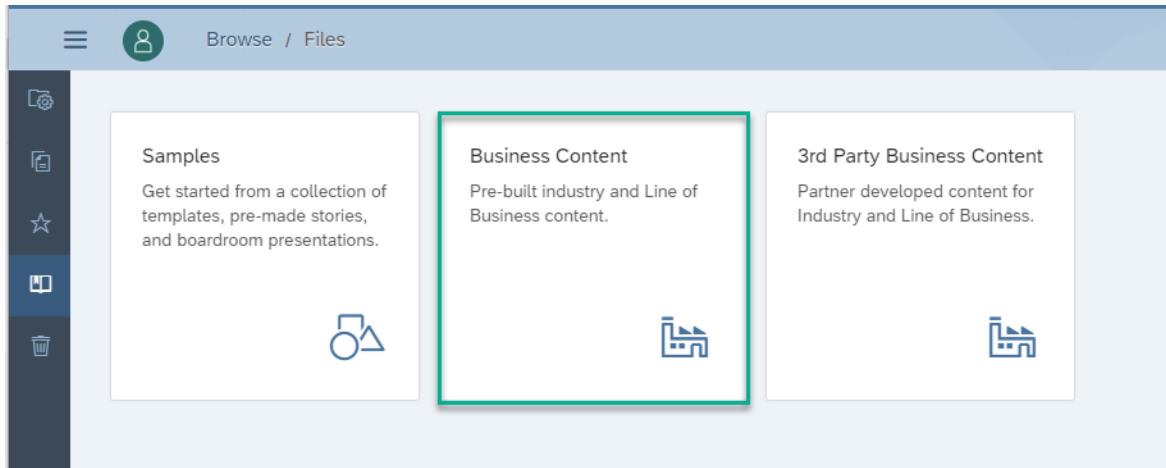 Browse / Files
Samples
Get started from a collection of
templates, pre-made stories,
and boardroom presentations.
Business Content
Pre-built industry and Line of
Business content.
3rd Party Business Content
Partner developed content for
Industry and Line of Business.